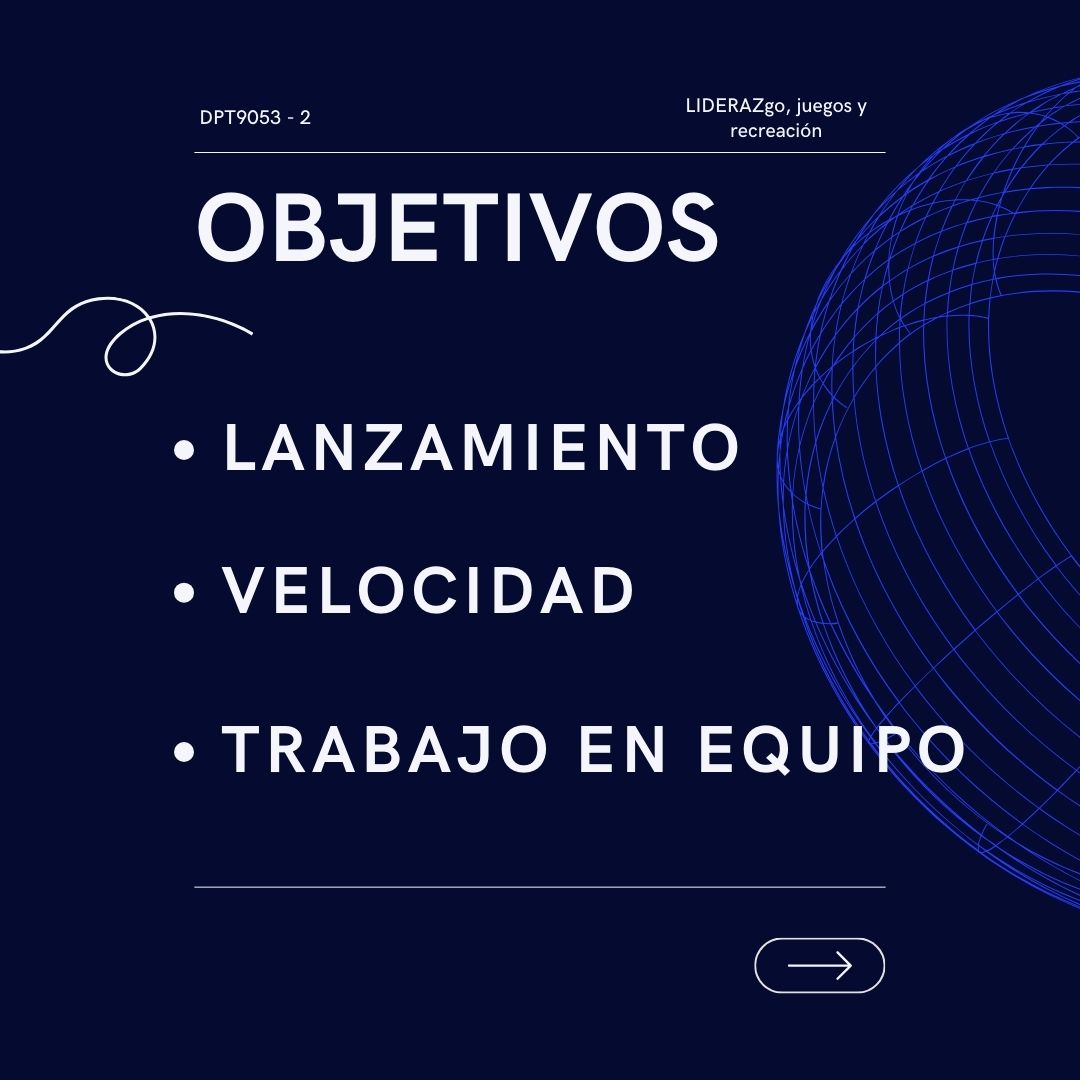 DPT9053 - 2
LIDERAZgo, juegos y
recreación
OBJETIVOS
• LANZAMIENTO
• VELOCIDAD
• TRABAJO EN EQUIPO